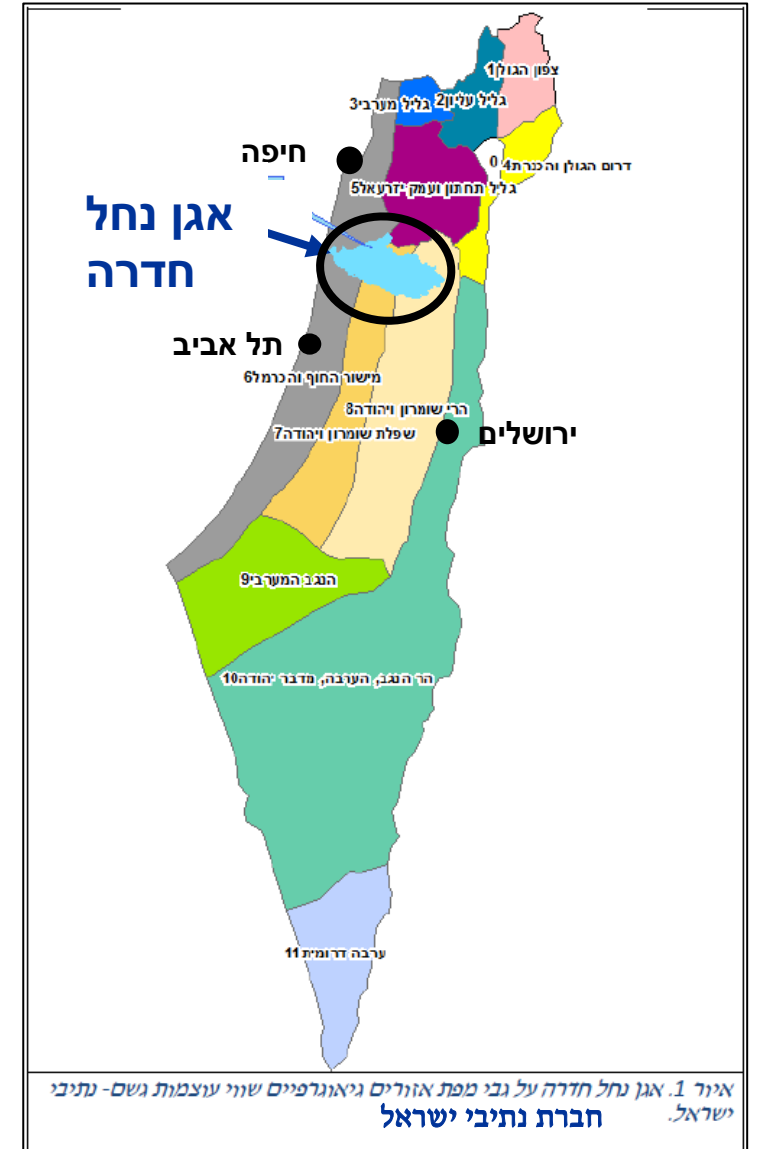 צפון הגולן1
גליל עליון2
גליל מערבי3
חיפה
0
דרום הגולן והכנרת4
גליל תחתון ועמק יזרעאל5
אגן נחל
חדרה
תל אביב
מישור החוף והכרמל6
הרי שומרון ויהודה8
שפלת שומרון ויהודה7
ירושלים
הנגב המערבי9
הר הנגב, הערבה, מדבר יהודה10
ערבה דרומית11
איור 1. אגן נחל חדרה על גבי מפת אזורים גיאוגרפיים שווי עוצמות גשם- נתיבי
ישראל.
חברת נתיבי ישראל